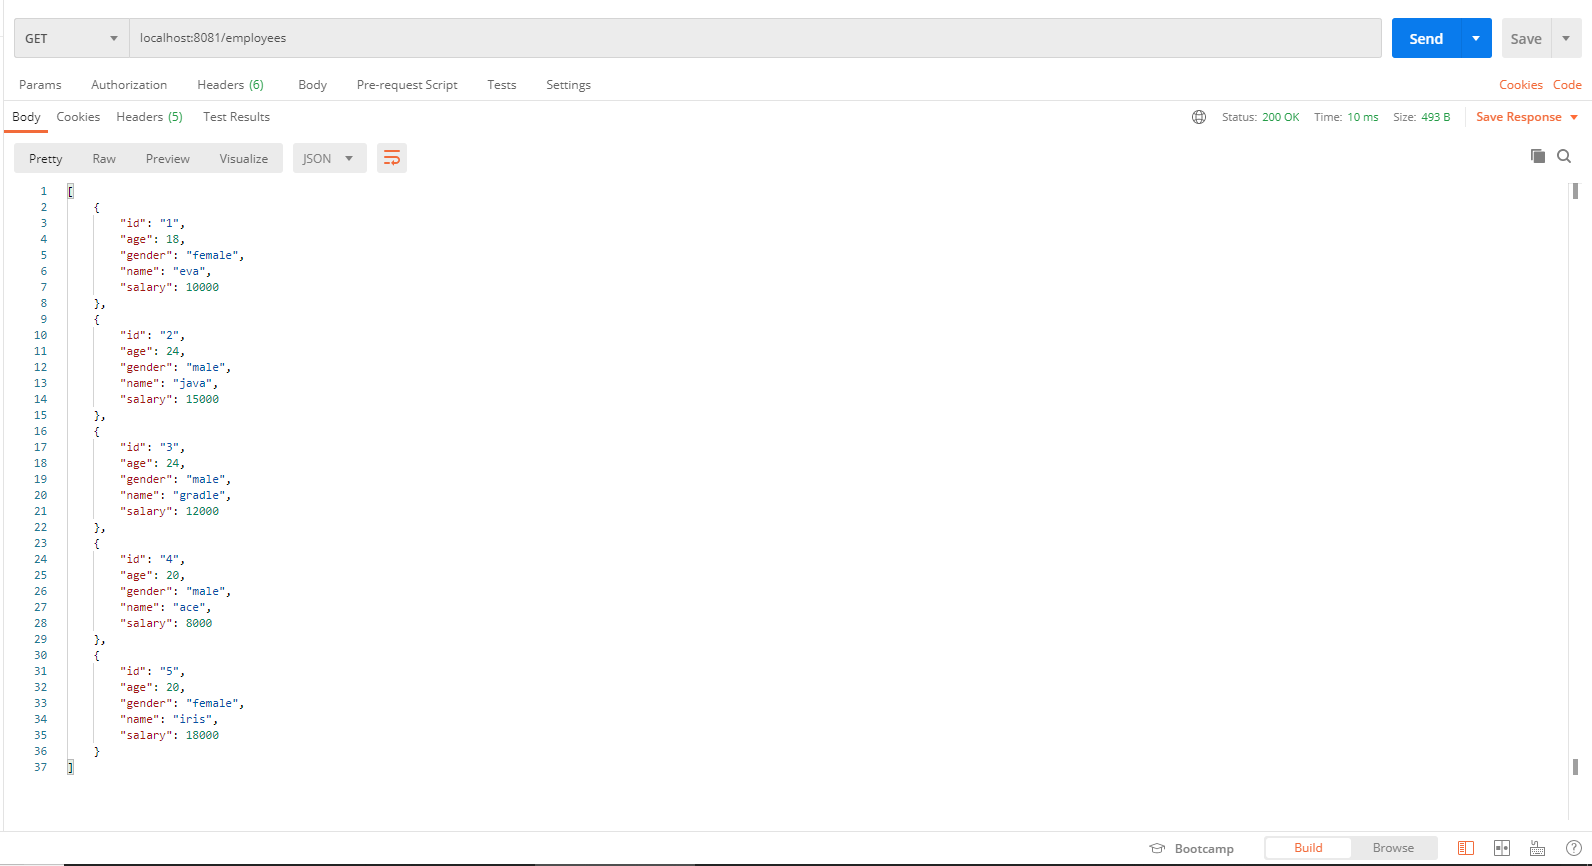 GET localhost:8081/employees Send Save
Params Authorization Headers (6) Body Pre-request Script Tests Settings Cookies Code
Body Cookies Headers (5) Test Results Status: 200 OK Time: 10 ms Size: 493 B Save Response
Pretty Raw Preview Visualize JSON
1 [
2 {
3 "id": "1",
4 "age": 18,
5 "gender": "female",
6 "name": "eva",
7 "salary": 10000
8 },
9 {
10 "id": "2",
11 "age": 24,
12 "gender": "male",
13 "name": "java",
14 "salary": 15000
15 },
16 {
17 "id": "3",
18 "age": 24,
19 "gender": "male",
20 "name": "gradle",
21 "salary": 12000
22 },
23 {
24 "id": "4",
25 "age": 20,
26 "gender": "male",
27 "name": "ace",
28 "salary": 8000
29 },
30 {
31 "id": "5",
32 "age": 20,
33 "gender": "female",
34 "name": "iris",
35 "salary": 18000
36 }
37 ]
Bootcamp Build Browse ?